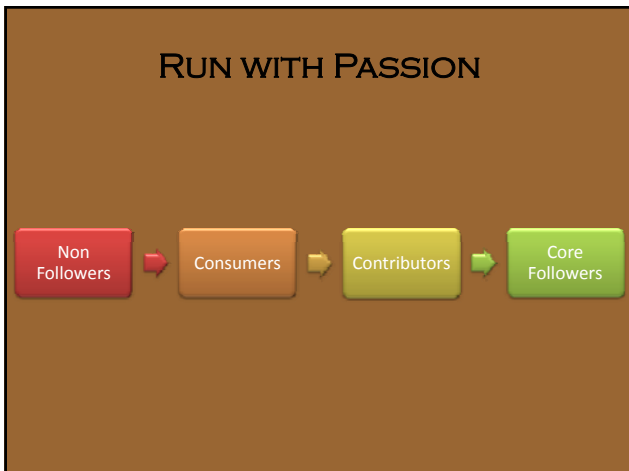 Run with Passion
Non
Followers
Consumers
Contributors
Core
Followers